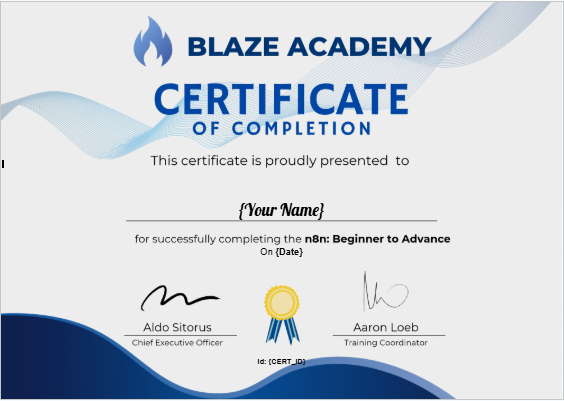 BLAZE ACADEMY
CERTIFICATE
OF COMPLETION
This certificate is proudly presented to
{Your Name}
for successfully completing the n8n: Beginner to Advance
On {Date}
Aldo Sitorus
Chief Executive Officer
Aaron Loeb
Training Coordinator
Id: {CERT_ID}